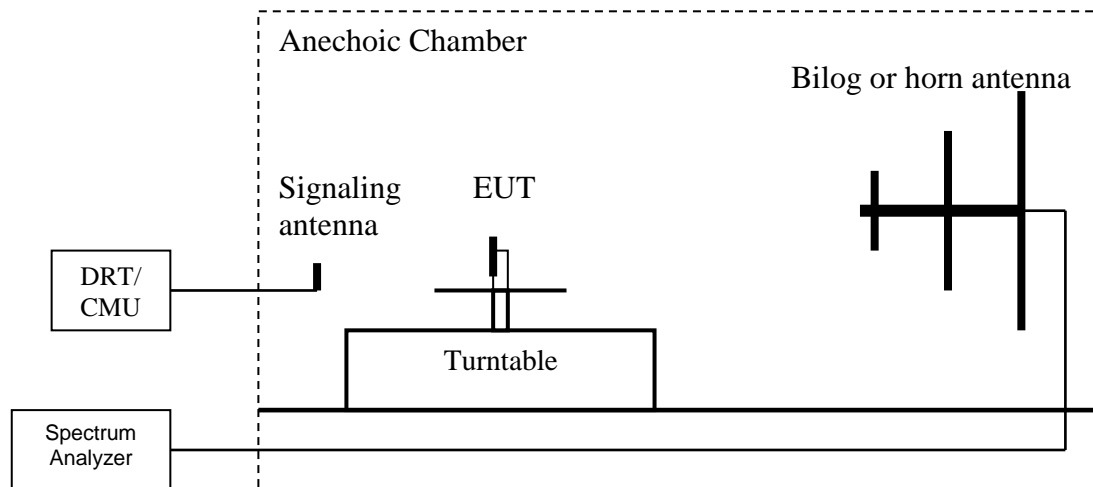 Anechoic Chamber
Bilog or horn antenna
Signaling
antenna
EUT
DRT/
CMU
Turntable
Spectrum
Analyzer